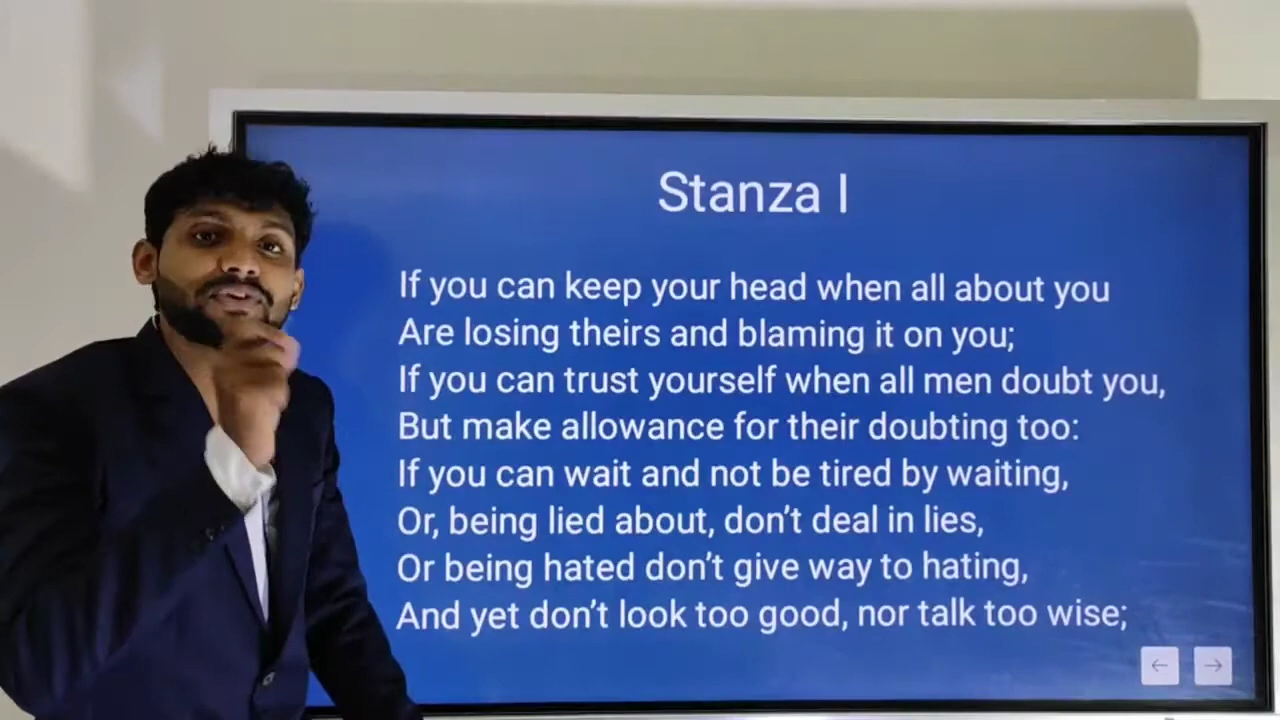 Stanza I
If you can keep your head when all about you
Are losing theirs and blaming it on you;
If you can trust yourself when all men doubt you,
But make allowance for their doubting too:
If you can wait and not be tired by waiting,
Or, being lied about, don’t deal in lies,
Or being hated don’t give way to hating,
And yet don’t look too good, nor talk too wise;